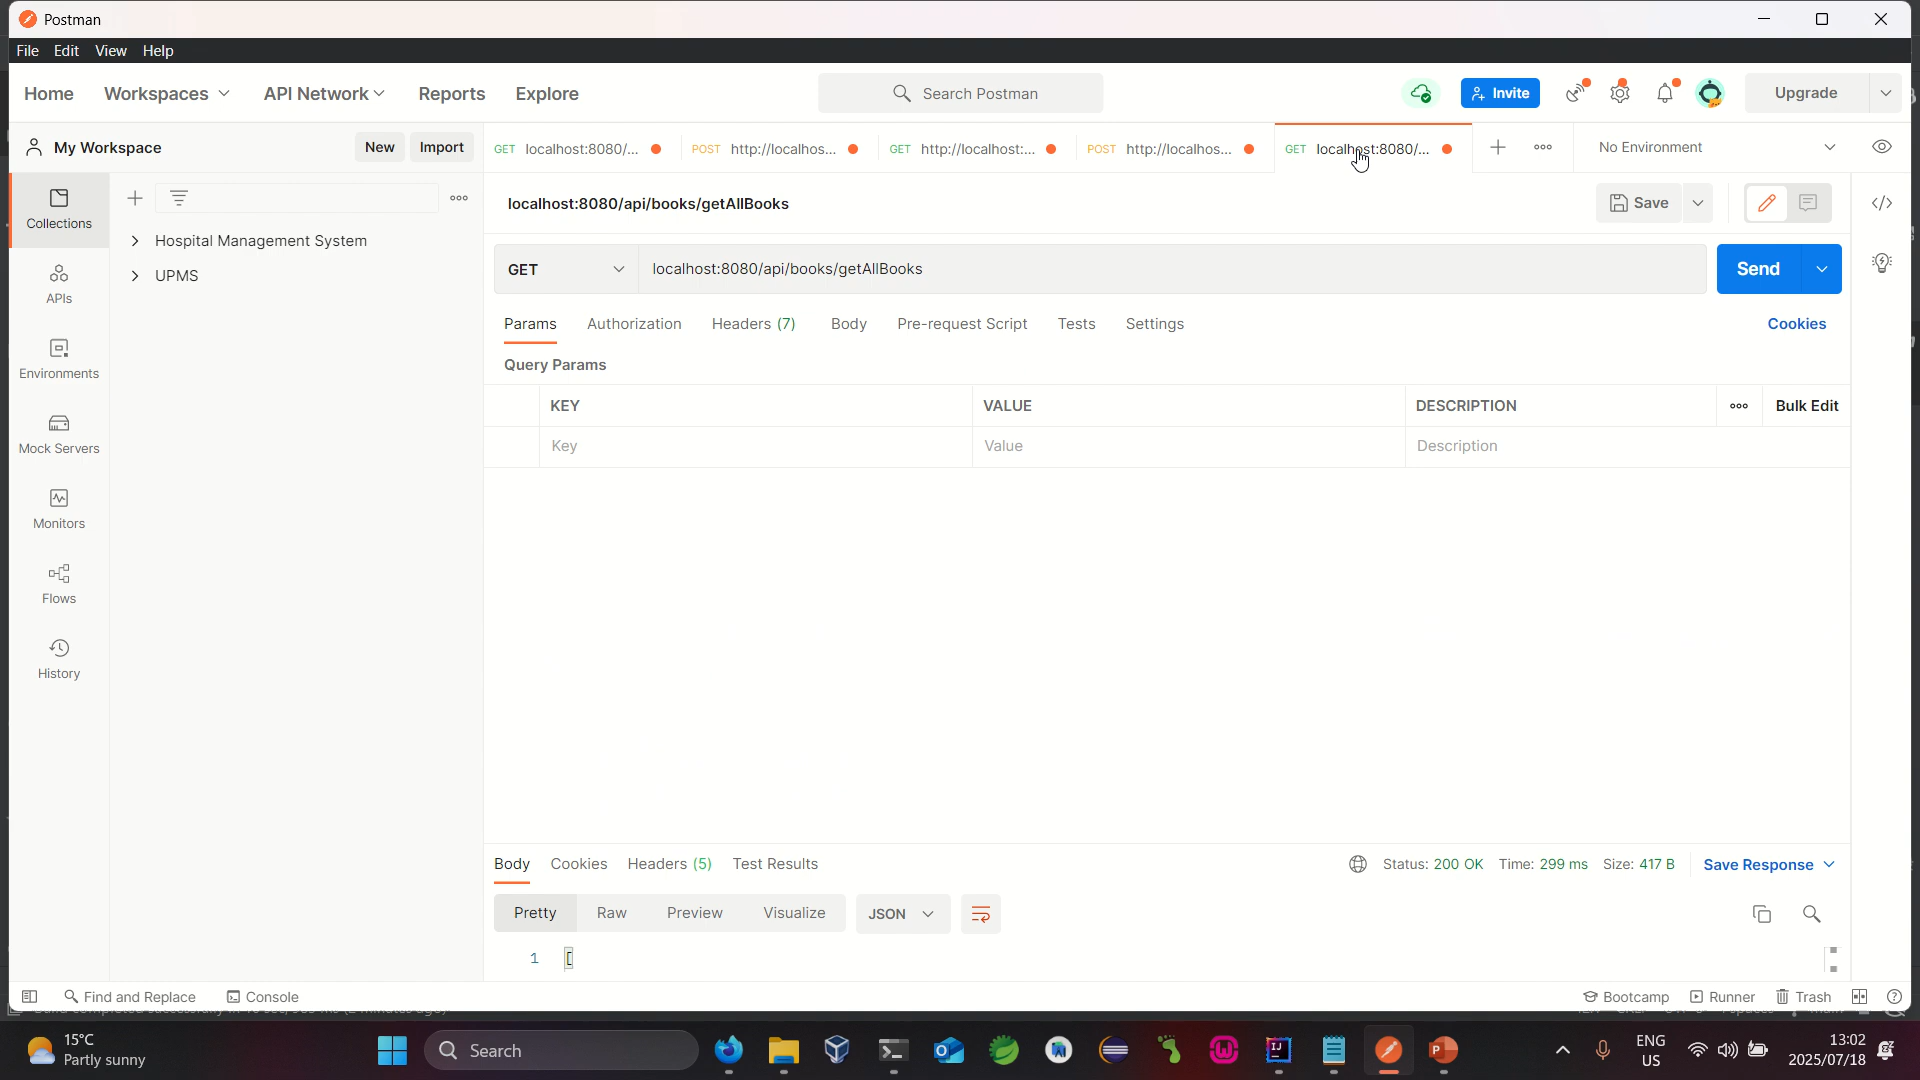 Postman
File Edit View Help
Home Workspaces API Network Reports Explore Search Postman Invite Upgrade
My Workspace New Import GET localhost:8080/... POST http://localhos... GET http://localhost:... POST http://localhos... GET localhost:8080/... No Environment
Collections
localhost:8080/api/books/getAllBooks Save
Hospital Management System
UPMS
APIs
Environments
Mock Servers
Monitors
Flows
History
GET localhost:8080/api/books/getAllBooks Send
Params Authorization Headers (7) Body Pre-request Script Tests Settings Cookies
Query Params
KEY VALUE DESCRIPTION Bulk Edit
Key Value Description
Body Cookies Headers (5) Test Results Status: 200 OK Time: 299 ms Size: 417 B Save Response
Pretty Raw Preview Visualize JSON
1 [
Find and Replace Console Bootcamp Runner Trash
15°C
Partly sunny
Search
ENG
US
13:02
2025/07/18